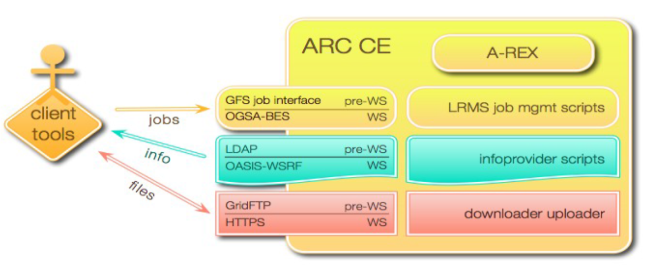 ARC CE
A-REX
client
tools
jobs
info
files
GFS job interface pre-WS
OGSA-BES WS
LRMS job mgmt scripts
LDAP pre-WS
OASIS-WSRF WS
infoprovider scripts
GridFTP pre-WS
HTTPS WS
downloader uploader